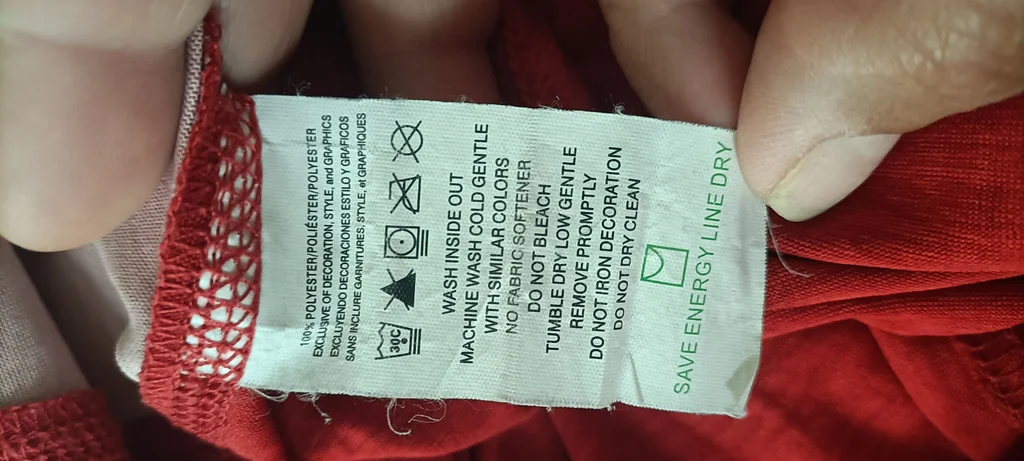 100% POLYESTER/POLIÉSTER/POLYESTER
EXCLUSIVE OF DECORATION, STYLE, and GRAPHICS
EXCLUYENDO DECORACIONES ESTILO Y GRAFICOS
SANS INCLURE GARNITURES, STYLE, et GRAPHIQUES
30C
WASH INSIDE OUT
MACHINE WASH COLD GENTLE
WITH SIMILAR COLORS
NO FABRIC SOFTENER
DO NOT BLEACH
TUMBLE DRY LOW GENTLE
REMOVE PROMPTLY
DO NOT IRON DECORATION
DO NOT DRY CLEAN
SAVE ENERGY LINE DRY